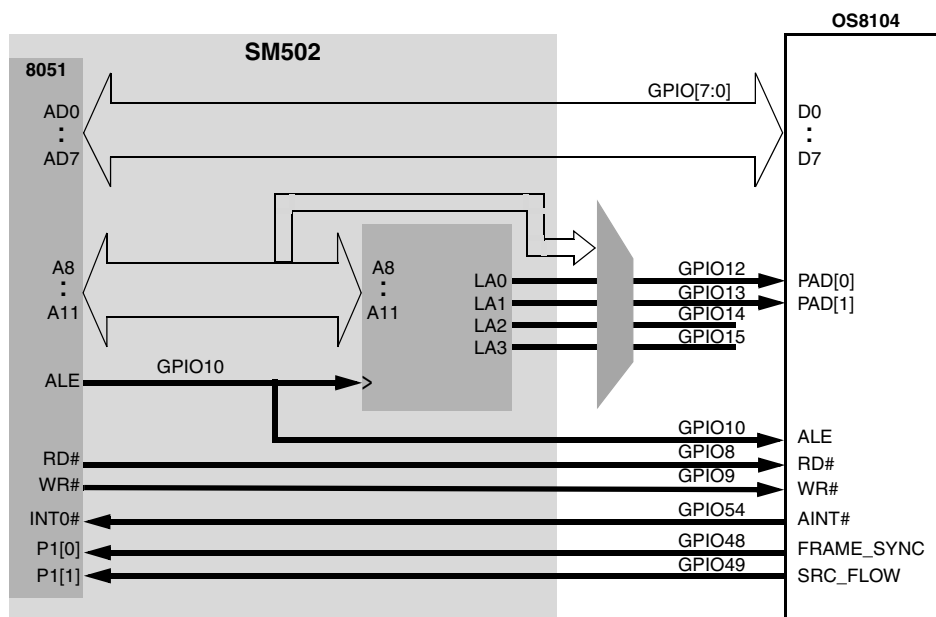 OS8104
SM502
8051
GPIO[7:0]
AD0
:
AD7
D0
:
D7
A8
:
A11
A8
:
A11
LA0
LA1
LA2
LA3
GPIO12
GPIO13
GPIO14
GPIO15
PAD[0]
PAD[1]
ALE
GPIO10
>
GPIO10
ALE
RD#
GPIO8
RD#
WR#
GPIO9
WR#
INT0#
GPIO54
AINT#
P1[0]
GPIO48
FRAME_SYNC
P1[1]
GPIO49
SRC_FLOW